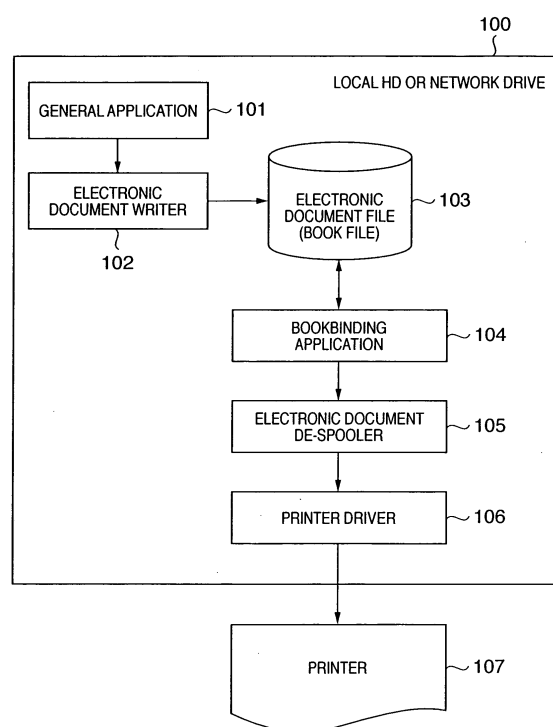 100
LOCAL HD OR NETWORK DRIVE
GENERAL APPLICATION
101
ELECTRONIC
DOCUMENT WRITER
102
ELECTRONIC
DOCUMENT FILE
(BOOK FILE)
103
BOOKBINDING
APPLICATION
104
ELECTRONIC DOCUMENT
DE-SPOOLER
105
PRINTER DRIVER
106
PRINTER
107